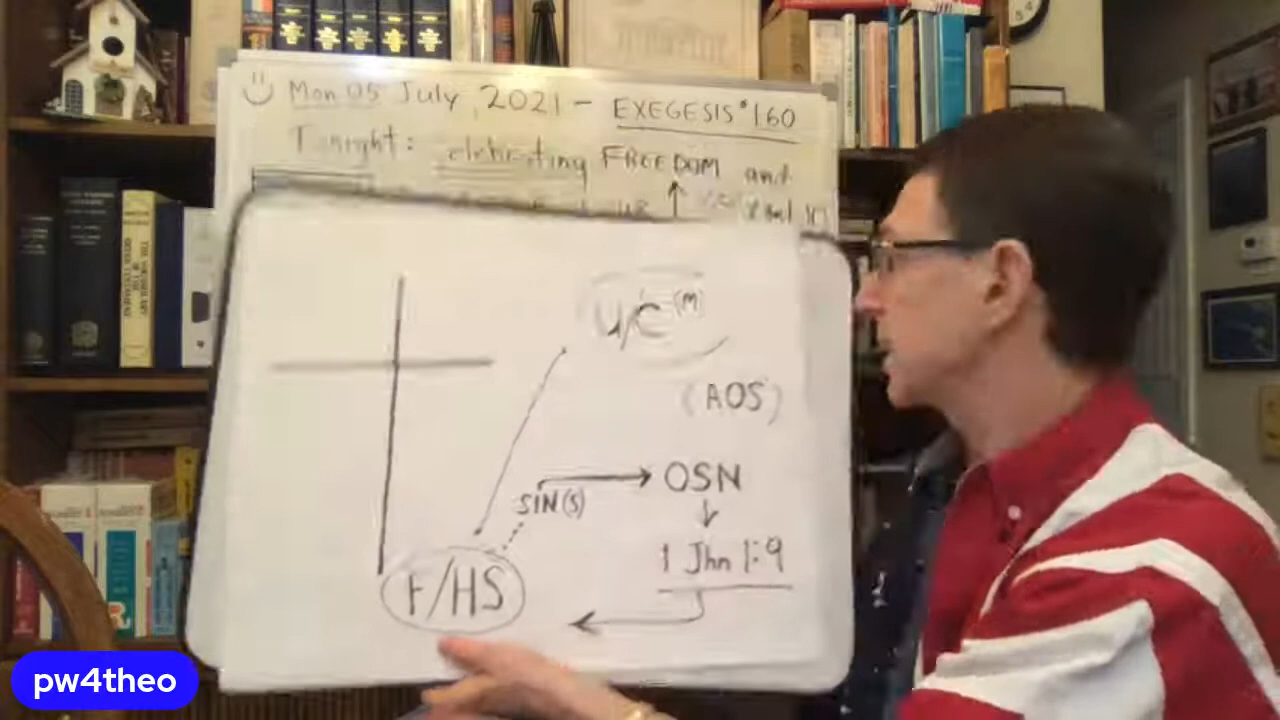 Mon 05 July, 2021 - EXEGESIS #160
Tonight: celebrating FREEDOM and
U/C (M)
(AOS)
SIN(S) OSN
1 Jhn 1:9
F/HS
pw4theo